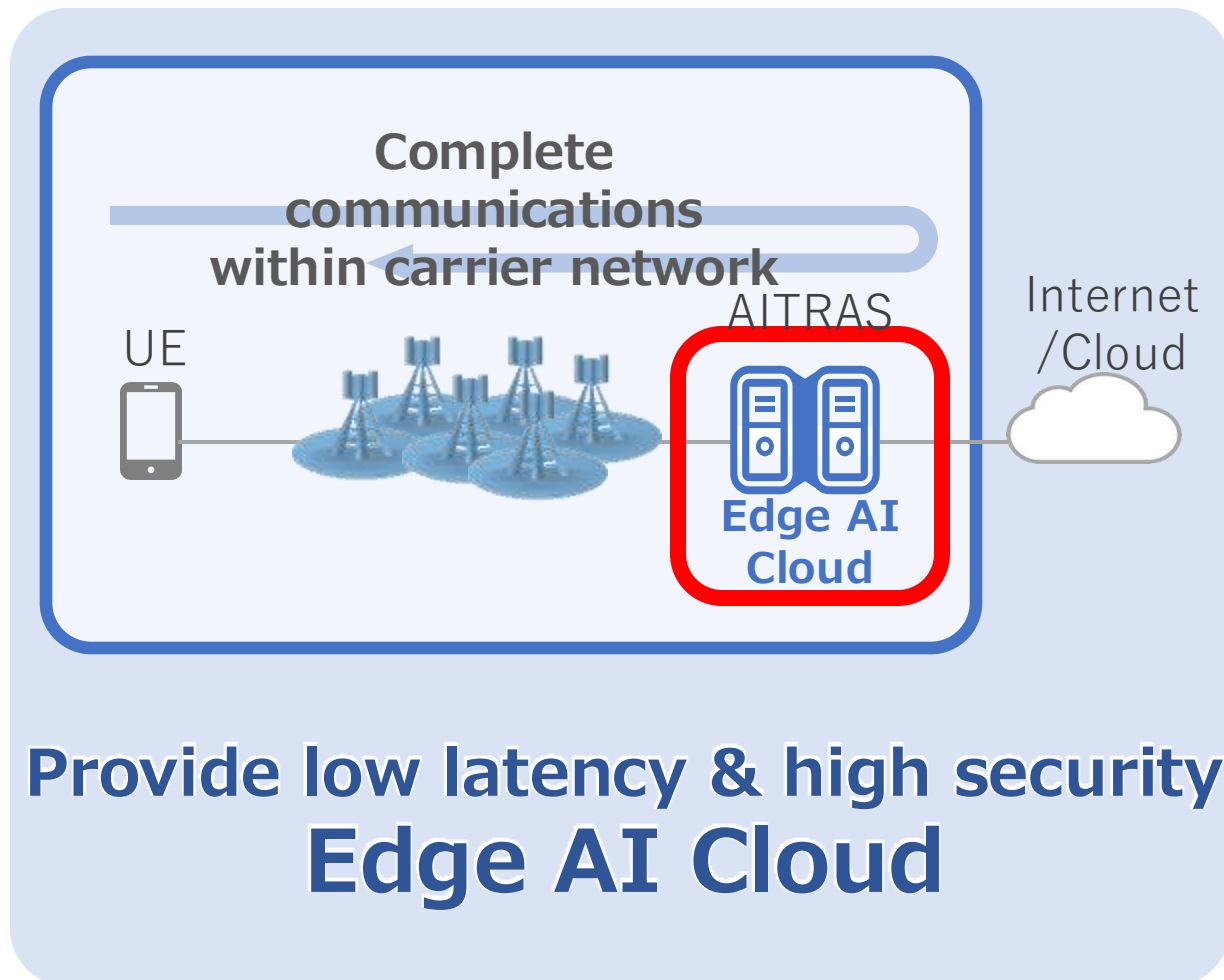 Complete
communications
within carrier network
AITRAS
Internet
/Cloud
UE
Edge AI
Cloud
Provide low latency & high security
Edge AI Cloud